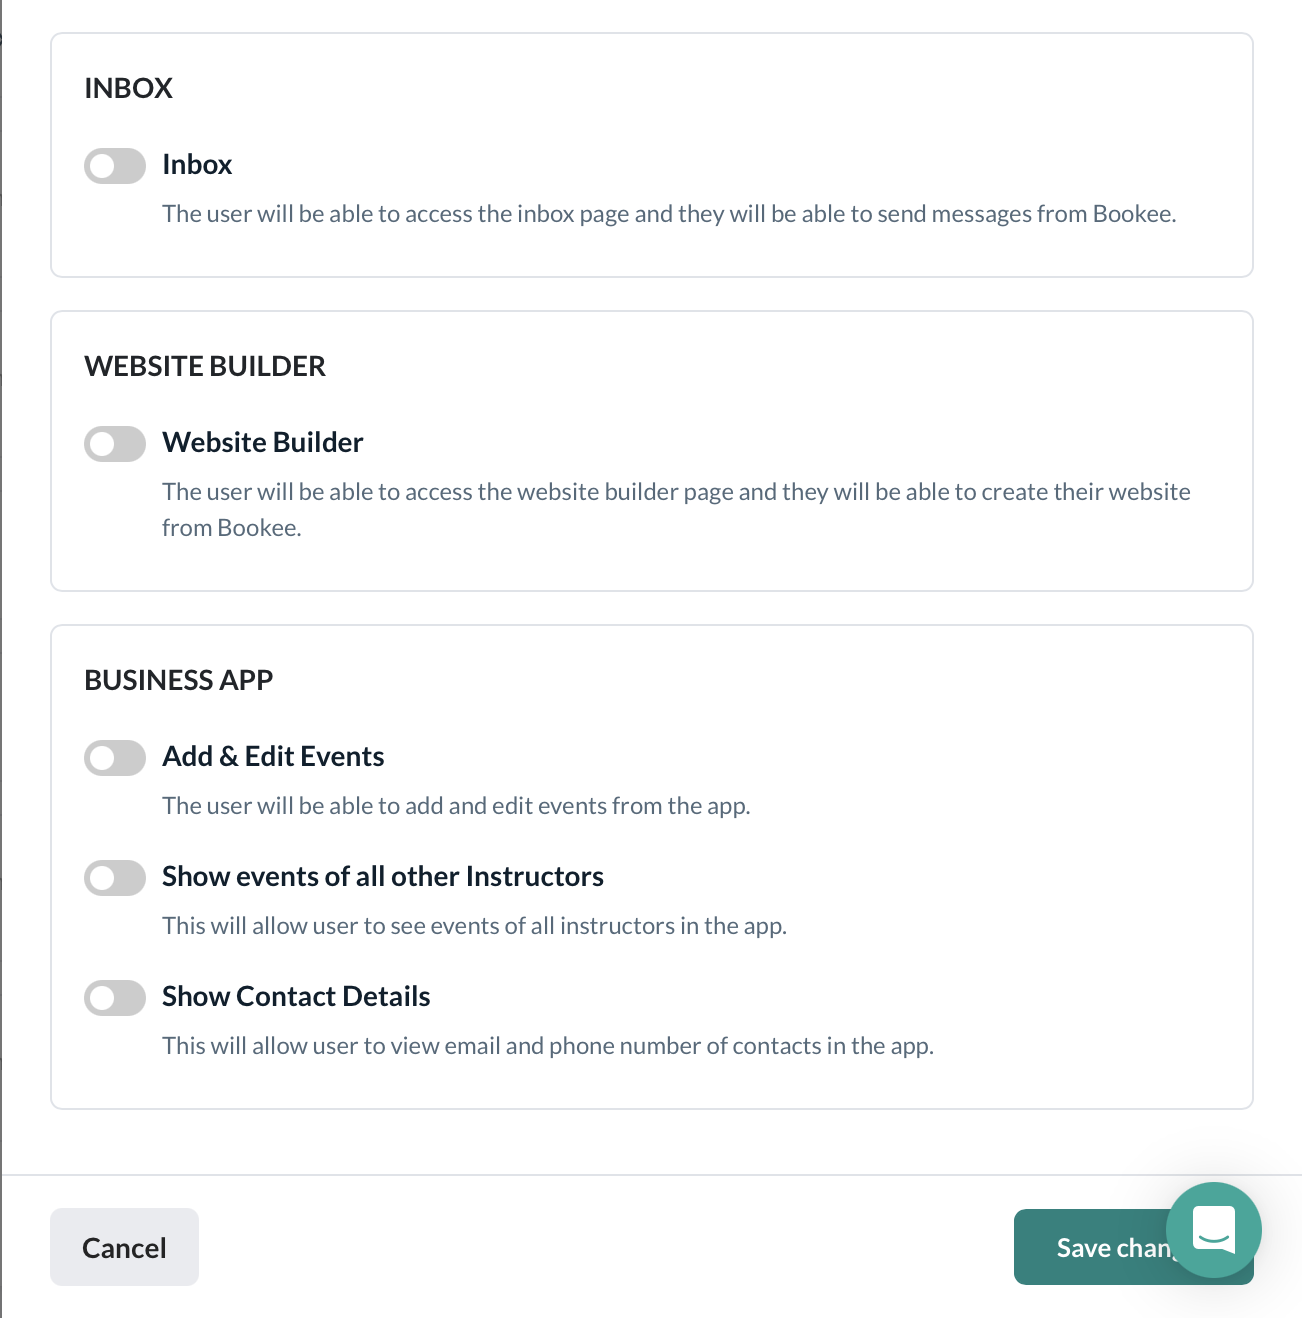 INBOX
Inbox
The user will be able to access the inbox page and they will be able to send messages from Bookee.
WEBSITE BUILDER
Website Builder
The user will be able to access the website builder page and they will be able to create their website
from Bookee.
BUSINESS APP
Add & Edit Events
The user will be able to add and edit events from the app.
Show events of all other Instructors
This will allow user to see events of all instructors in the app.
Show Contact Details
This will allow user to view email and phone number of contacts in the app.
Cancel
Save